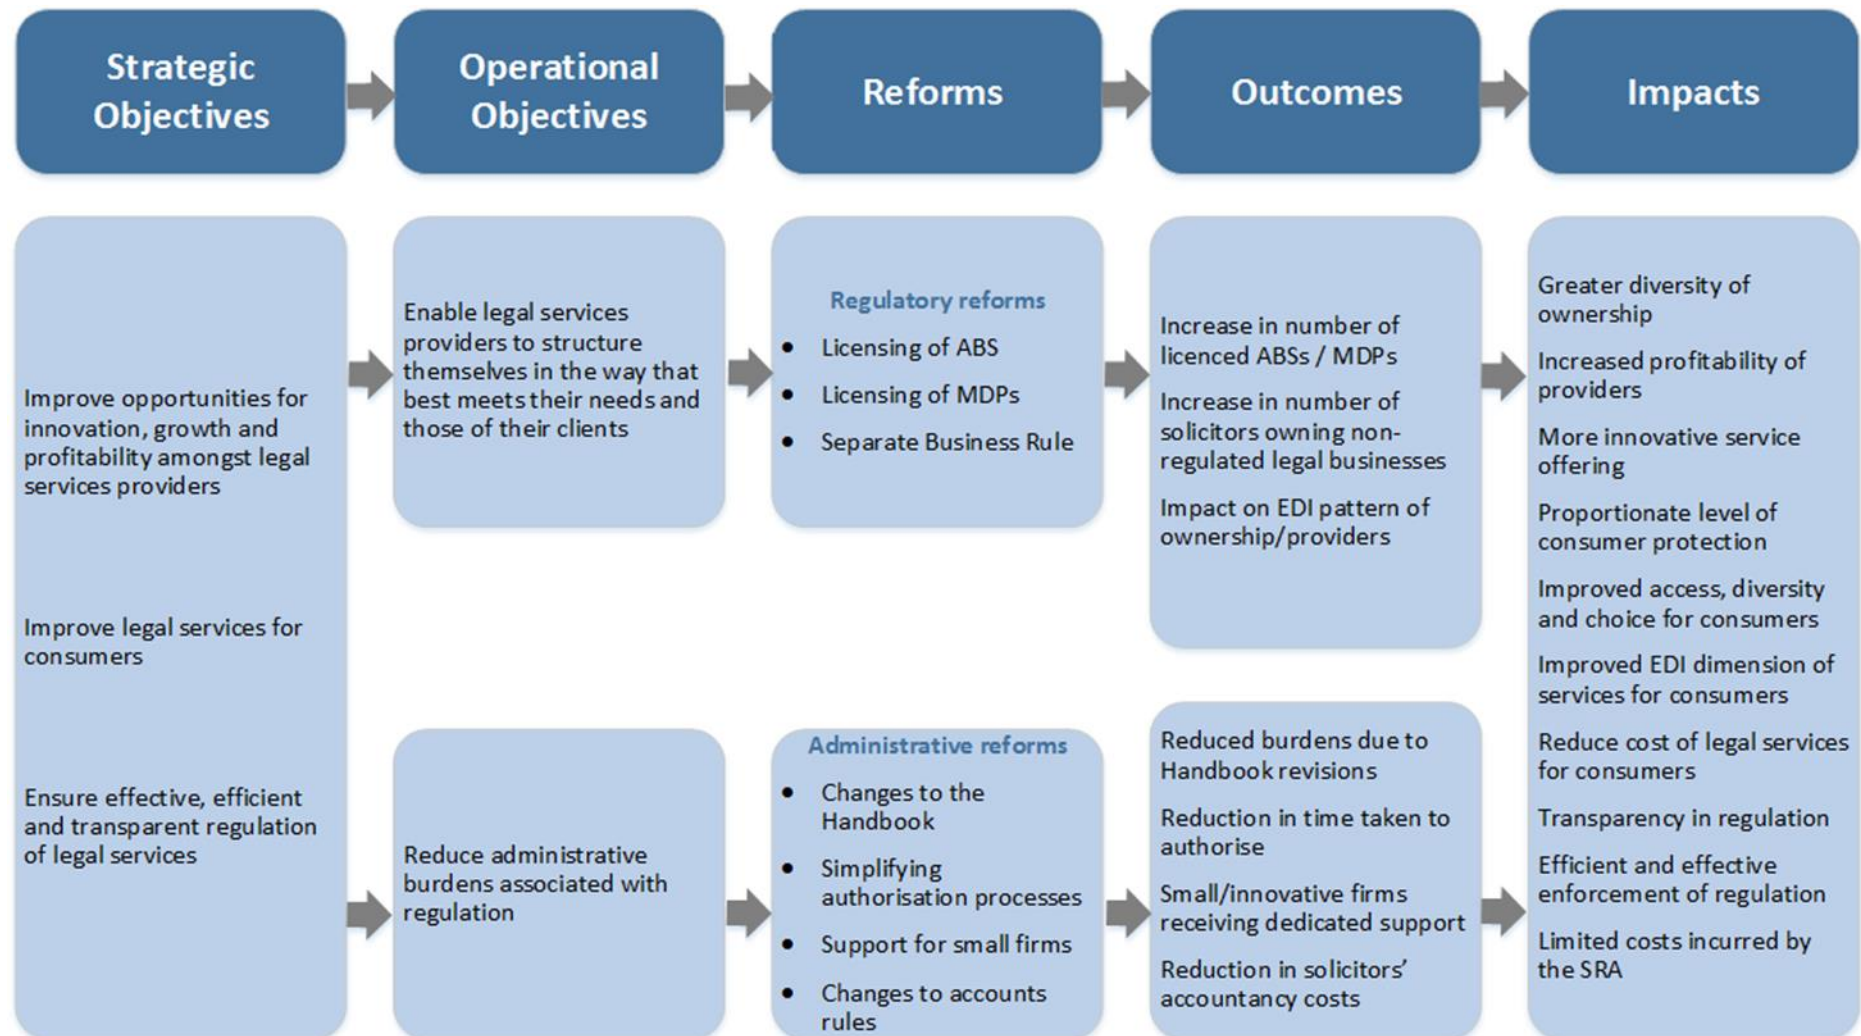 Strategic
Objectives
Operational
Objectives
Reforms
Outcomes
Impacts
Improve opportunities for
innovation, growth and
profitability amongst legal
services providers
Improve legal services for
consumers
Ensure effective, efficient
and transparent regulation
of legal services
Enable legal services
providers to structure
themselves in the way that
best meets their needs and
those of their clients
Reduce administrative
burdens associated with
regulation
Regulatory reforms
• Licensing of ABS
• Licensing of MDPs
• Separate Business Rule
Administrative reforms
• Changes to the
Handbook
• Simplifying
authorisation processes
• Support for small firms
• Changes to accounts
rules
Increase in number of
licenced ABSs / MDPs
Increase in number of
solicitors owning non-
regulated legal businesses
Impact on EDI pattern of
ownership/providers
Reduced burdens due to
Handbook revisions
Reduction in time taken to
authorise
Small/innovative firms
receiving dedicated support
Reduction in solicitors'
accountancy costs
Greater diversity of
ownership
Increased profitability of
providers
More innovative service
offering
Proportionate level of
consumer protection
Improved access, diversity
and choice for consumers
Improved EDI dimension of
services for consumers
Reduce cost of legal services
for consumers
Transparency in regulation
Efficient and effective
enforcement of regulation
Limited costs incurred by
the SRA